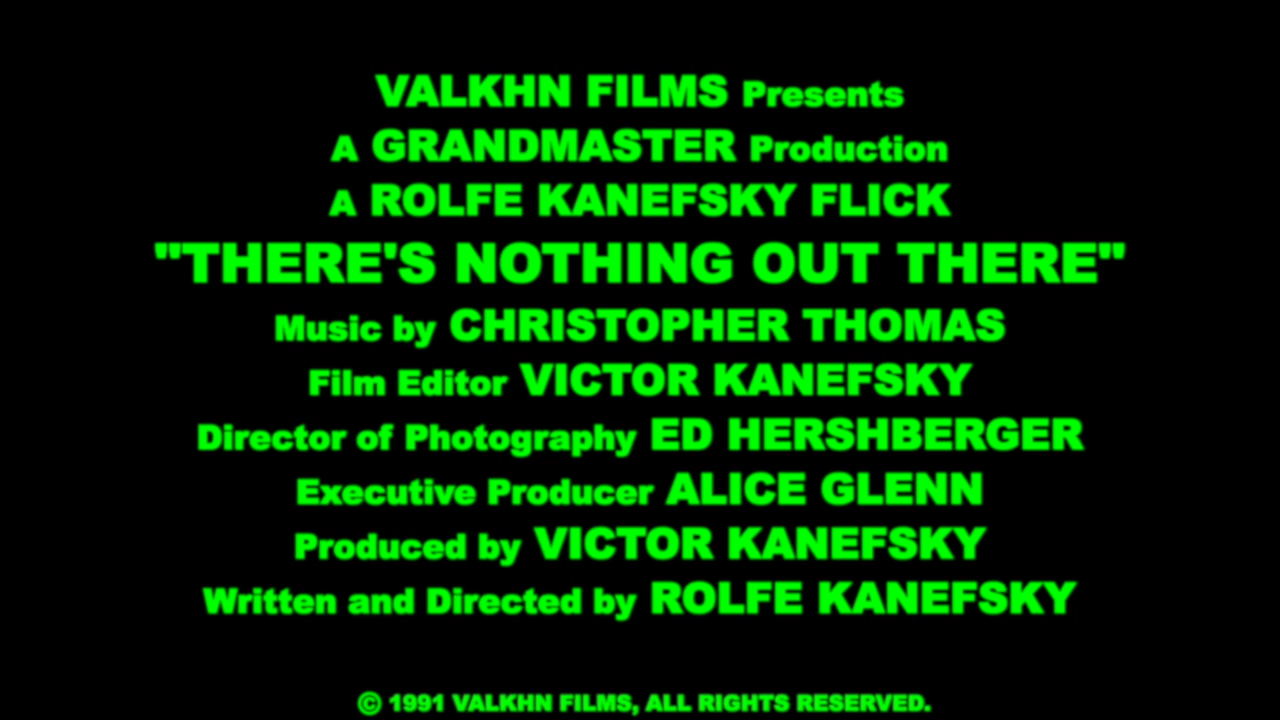 VALKHN FILMS Presents
A GRANDMASTER Production
A ROLFE KANEFSKY FLICK
"THERE'S NOTHING OUT THERE"
Music by CHRISTOPHER THOMAS
Film Editor VICTOR KANEFSKY
Director of Photography ED HERSHBERGER
Executive Producer ALICE GLENN
Produced by VICTOR KANEFSKY
Written and Directed by ROLFE KANEFSKY
© 1991 VALKHN FILMS, ALL RIGHTS RESERVED.